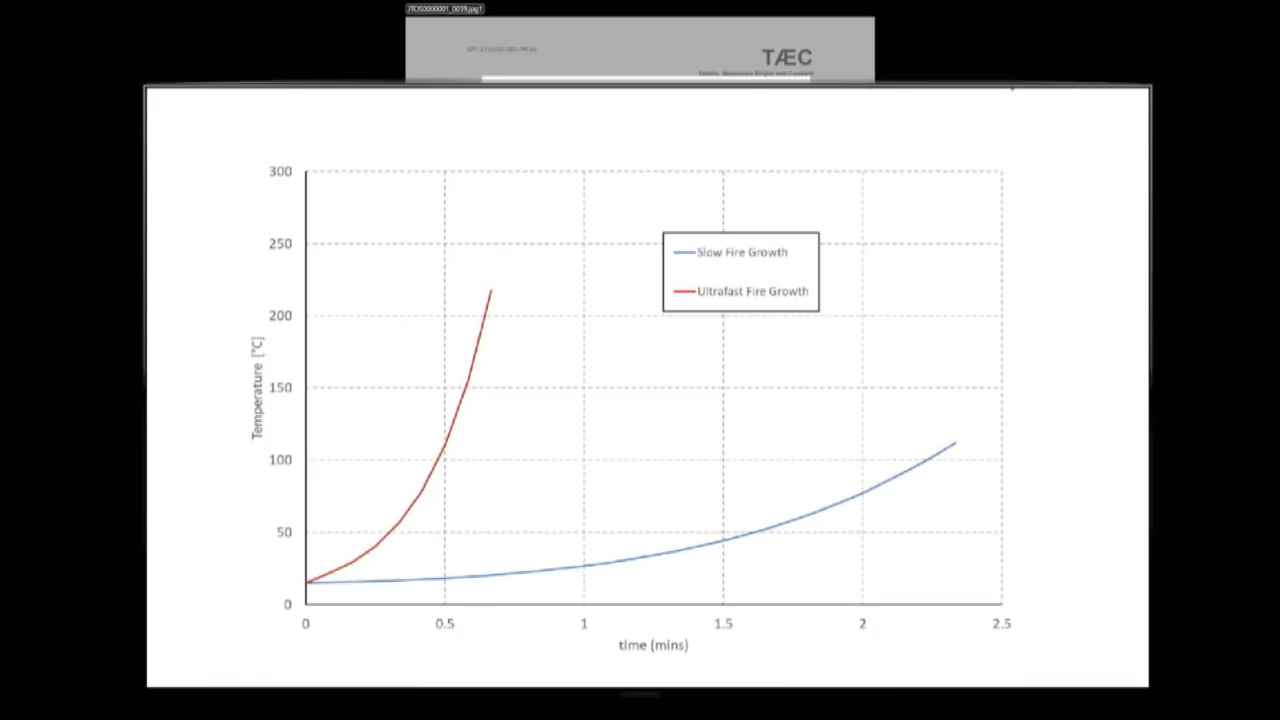 TÆC
300
250
200
150
100
50
0
Temperature [°C]
Slow Fire Growth
Ultrafast Fire Growth
0 0.5 1 1.5 2 2.5
time (mins)